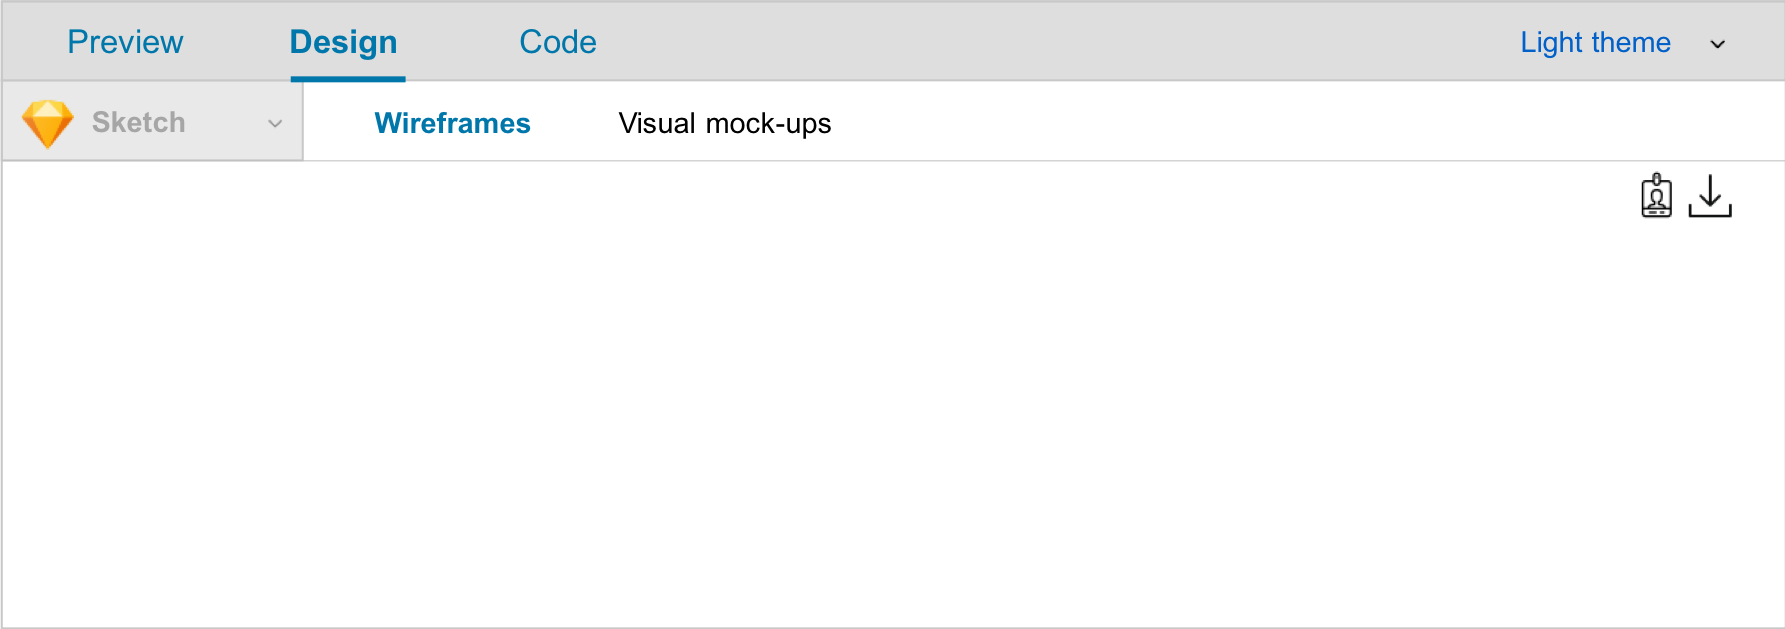 Preview Design Code Light theme
Sketch Wireframes Visual mock-ups